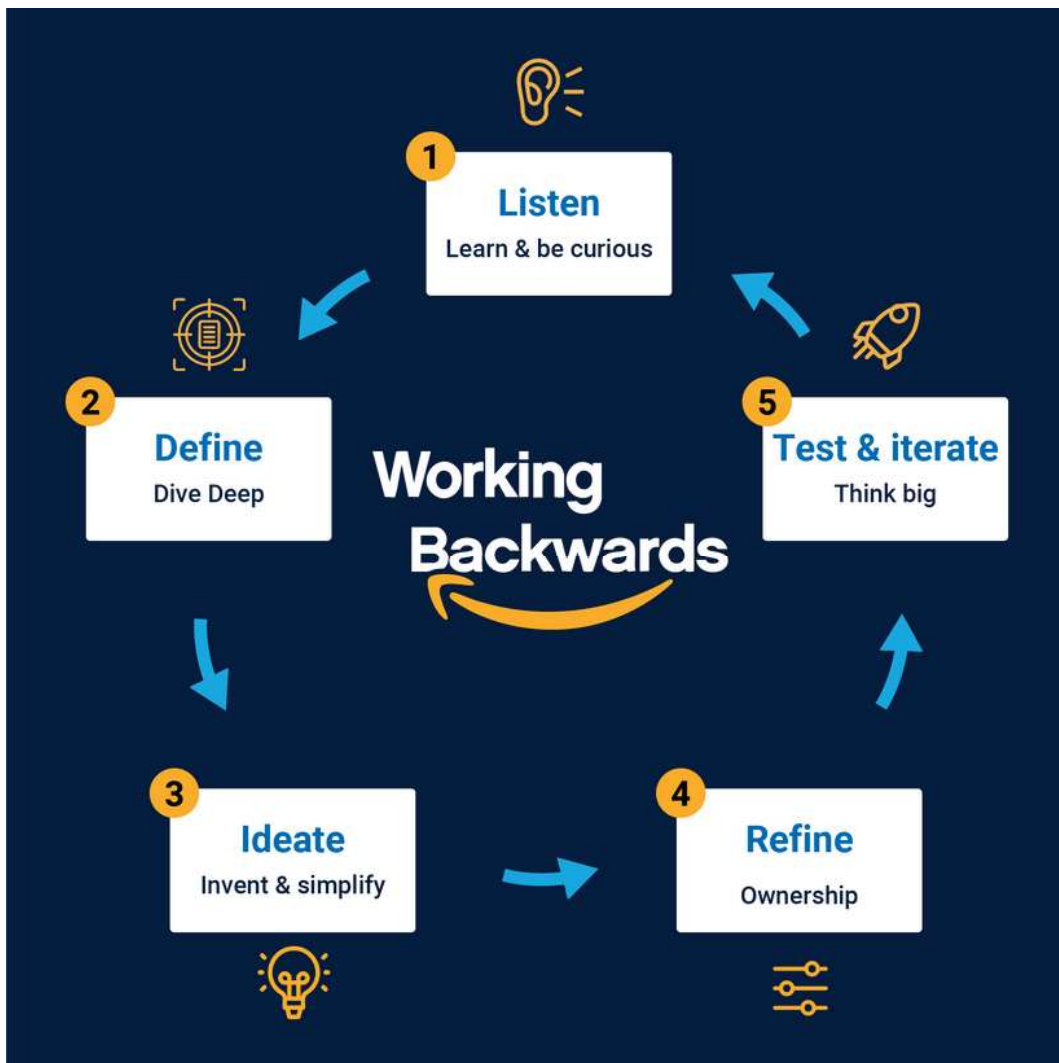 1
Listen
Learn & be curious
2
Define
Dive Deep
5
Test & iterate
Think big
Working
Backwards
3
Ideate
Invent & simplify
4
Refine
Ownership